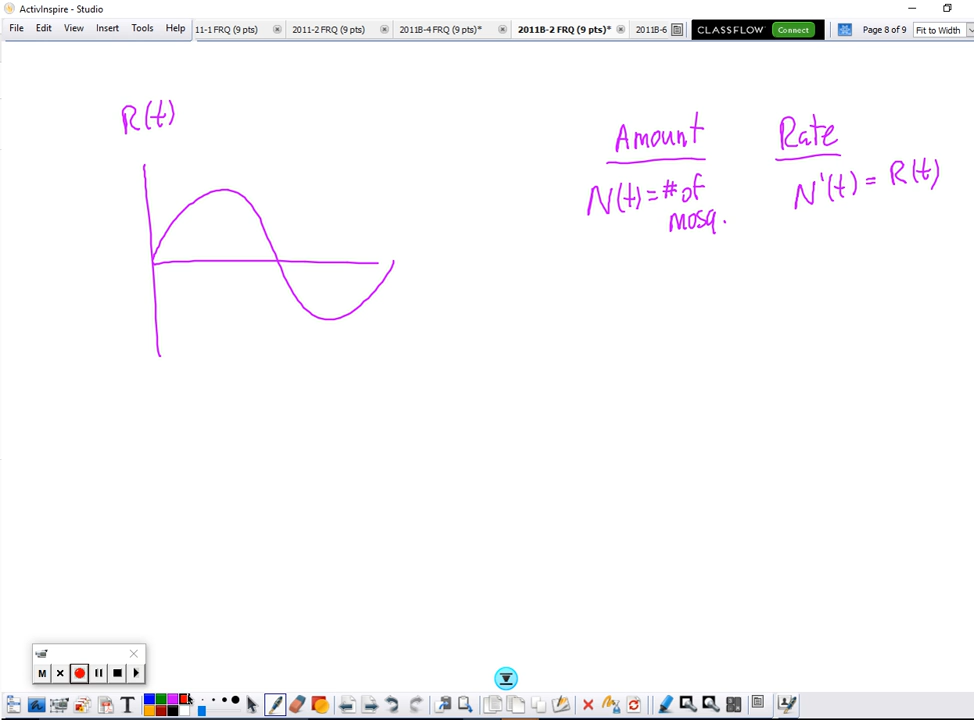 ActivInspire - Studio
File Edit View Insert Tools Help
11-1 FRQ (9 pts)
2011-2 FRQ (9 pts)
2011B-4 FRQ (9 pts)*
2011B-2 FRQ (9 pts)*
2011B-6
CLASSFLOW
Connect
Page 8 of 9
Fit to Width
R(t)
Amount
N(t) = # of
mosq.
Rate
N'(t) = R(t)
M
T